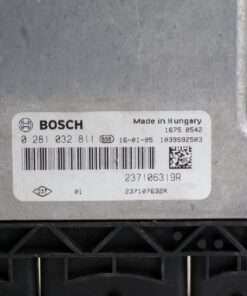 BOSCH
Made in Hungary
1675.0542
0 281 032 811 16-01-05 1039S92503
237106319R
01 237107632R